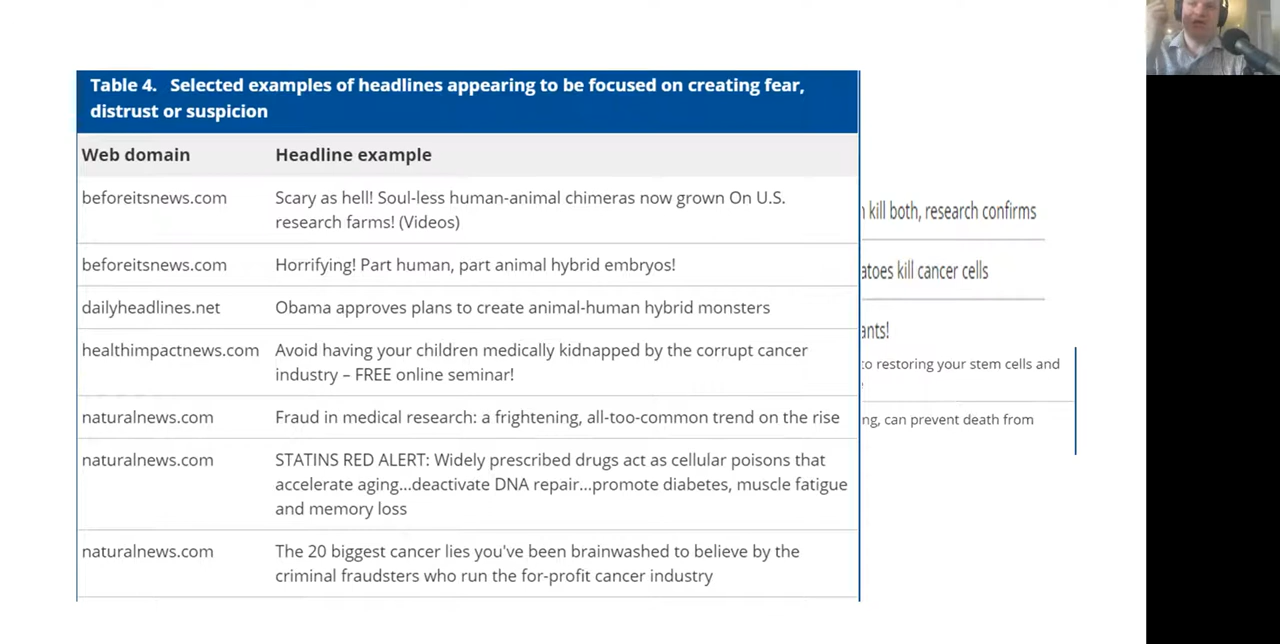 Table 4. Selected examples of headlines appearing to be focused on creating fear,
distrust or suspicion
Web domain Headline example
beforeitsnews.com Scary as hell! Soul-less human-animal chimeras now grown On U.S.
research farms! (Videos)
beforeitsnews.com Horrifying! Part human, part animal hybrid embryos!
dailyheadlines.net Obama approves plans to create animal-human hybrid monsters
healthimpactnews.com Avoid having your children medically kidnapped by the corrupt cancer
industry – FREE online seminar!
naturalnews.com Fraud in medical research: a frightening, all-too-common trend on the rise
naturalnews.com STATINS RED ALERT: Widely prescribed drugs act as cellular poisons that
accelerate aging...deactivate DNA repair...promote diabetes, muscle fatigue
and memory loss
naturalnews.com The 20 biggest cancer lies you've been brainwashed to believe by the
criminal fraudsters who run the for-profit cancer industry
kill both, research confirms
atoes kill cancer cells
ants!
to restoring your stem cells and
ng, can prevent death from